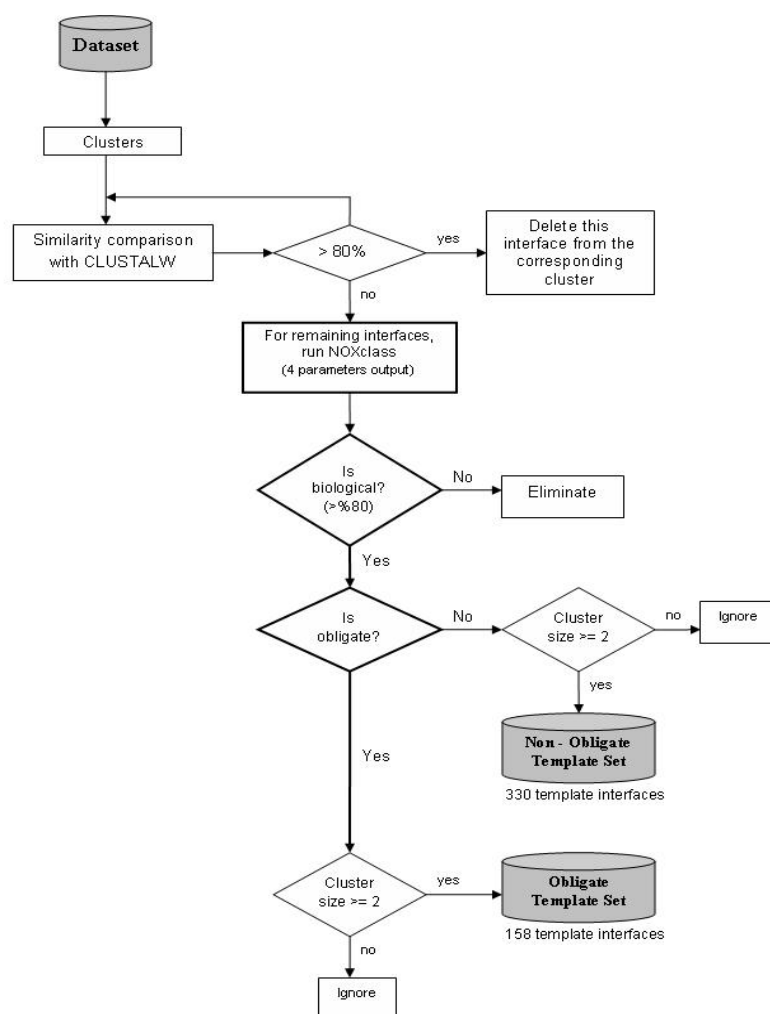 Dataset
Clusters
Similarity comparison
with CLUSTALW
> 80%
yes
Delete this
interface from the
corresponding
cluster
no
For remaining interfaces,
run NOXclass
(4 parameters output)
Is
biological?
(>%80)
No
Eliminate
Yes
Is
obligate?
No
Cluster
size >= 2
no
Ignore
yes
Non - Obligate
Template Set
330 template interfaces
Yes
Cluster
size >= 2
yes
Obligate
Template Set
158 template interfaces
no
Ignore